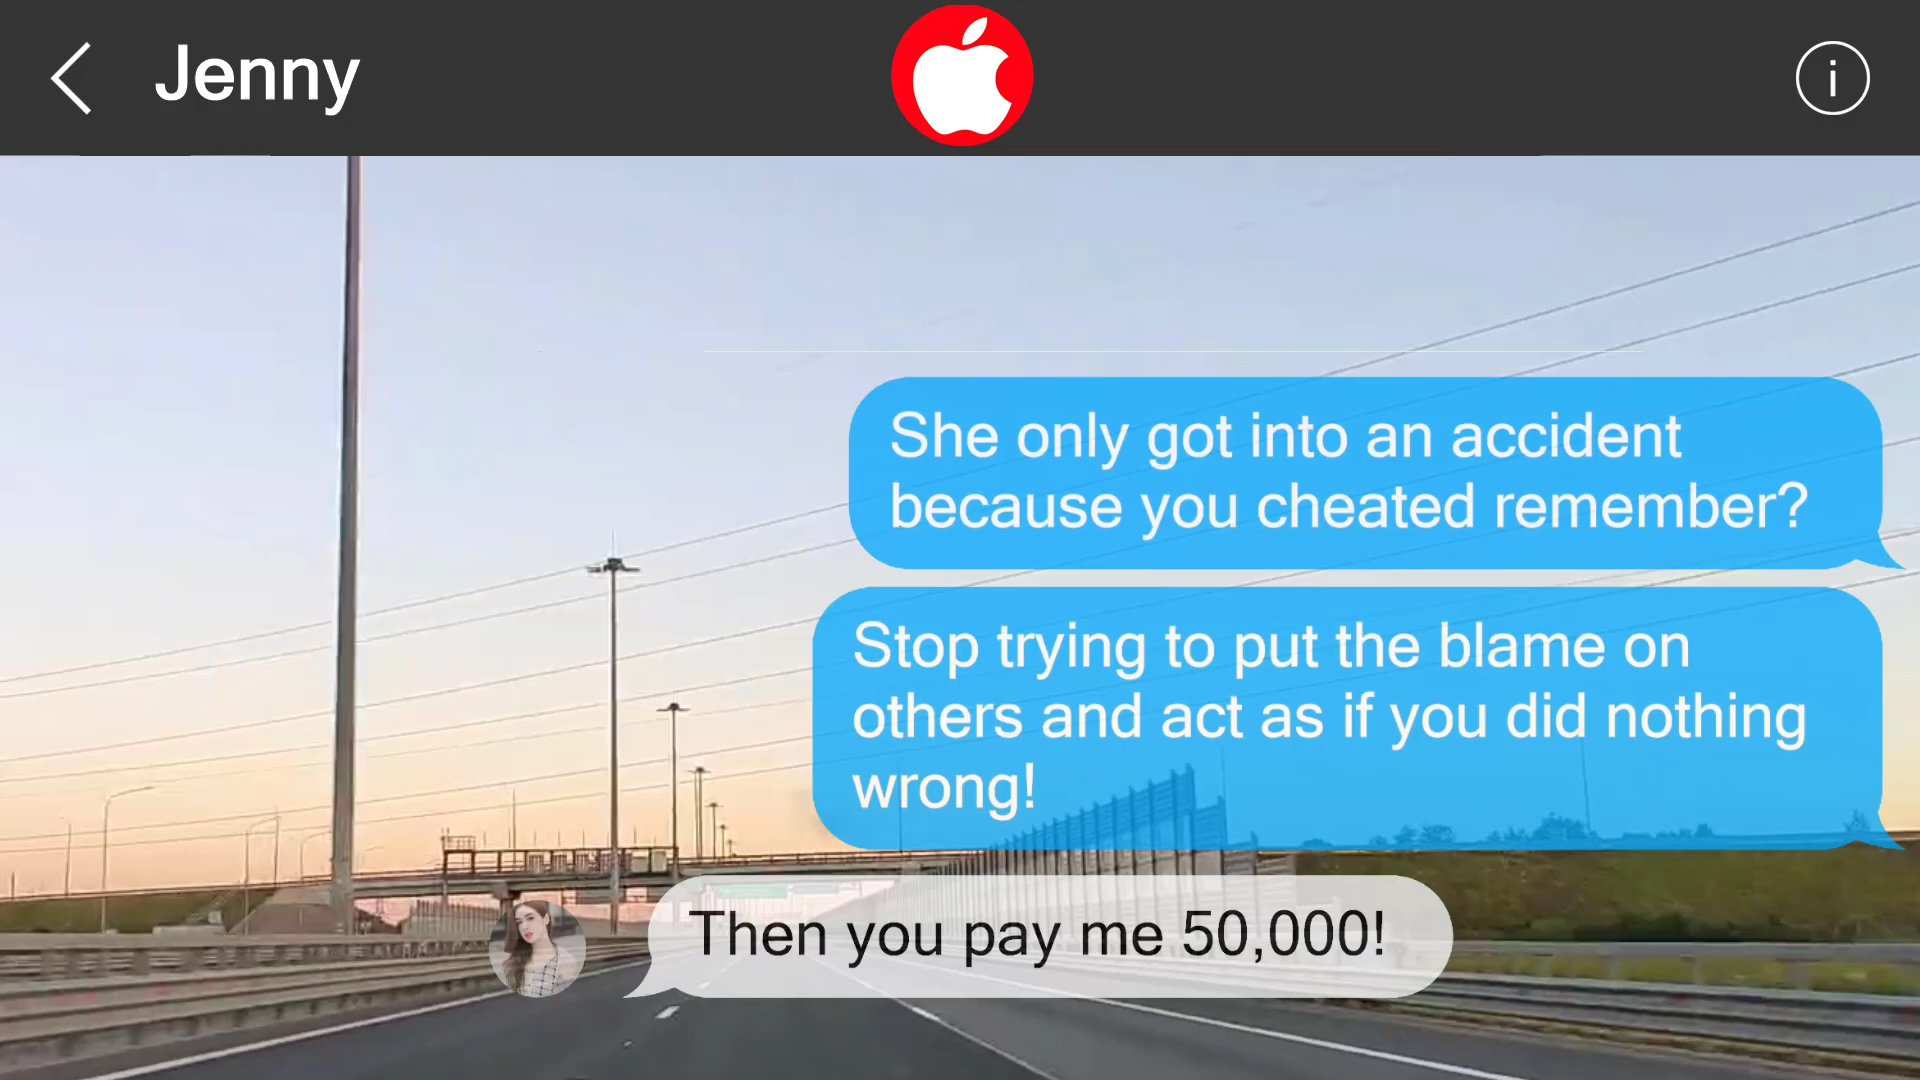 Jenny
She only got into an accident
because you cheated remember?
Stop trying to put the blame on
others and act as if you did nothing
wrong!
Then you pay me 50,000!